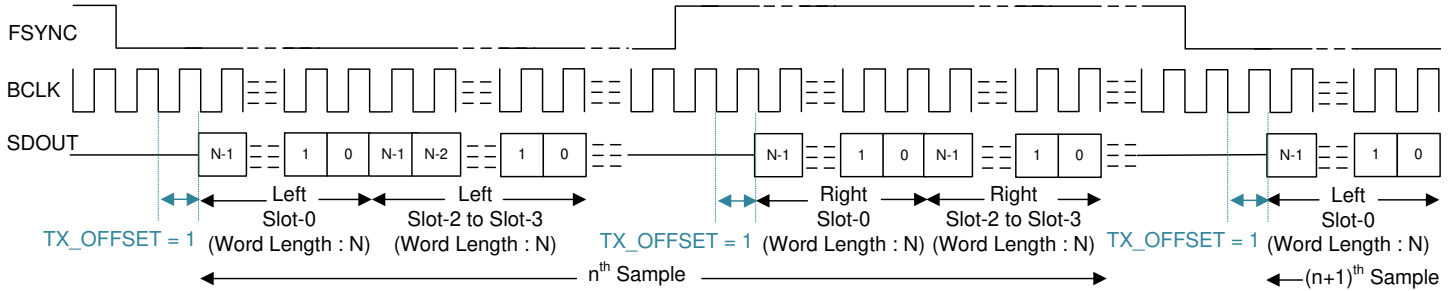 FSYNC
BCLK
SDOUT
N-1 1 0 N-1 N-2 1 0 N-1 1 0 N-1 1 0 N-1 1 0
Left Left Right Right Left
Slot-0 Slot-2 to Slot-3 Slot-0 Slot-2 to Slot-3 Slot-0
TX_OFFSET = 1 (Word Length : N) (Word Length : N) TX_OFFSET = 1 (Word Length : N) (Word Length : N) TX_OFFSET = 1 (Word Length : N)
nth Sample (n+1)th Sample